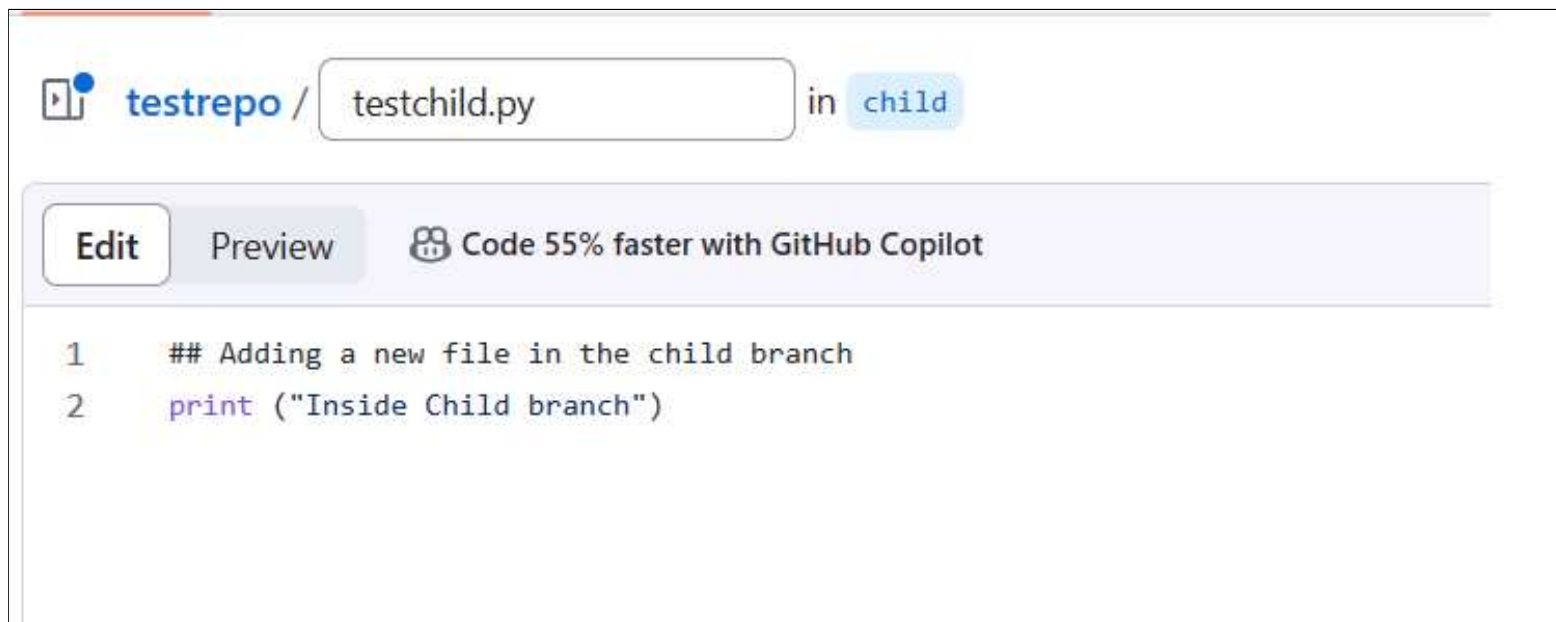 testrepo / testchild.py in child
Edit Preview Code 55% faster with GitHub Copilot
1 ## Adding a new file in the child branch
2 print ("Inside Child branch")